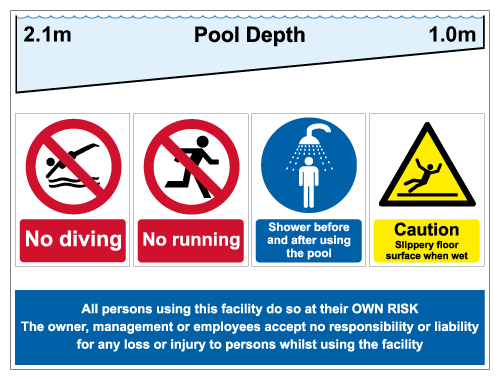 2.1m Pool Depth 1.0m
No diving
No running
Shower before
and after using
the pool
Caution
Slippery floor
surface when wet
All persons using this facility do so at their OWN RISK
The owner, management or employees accept no responsibility or liability
for any loss or injury to persons whilst using the facility